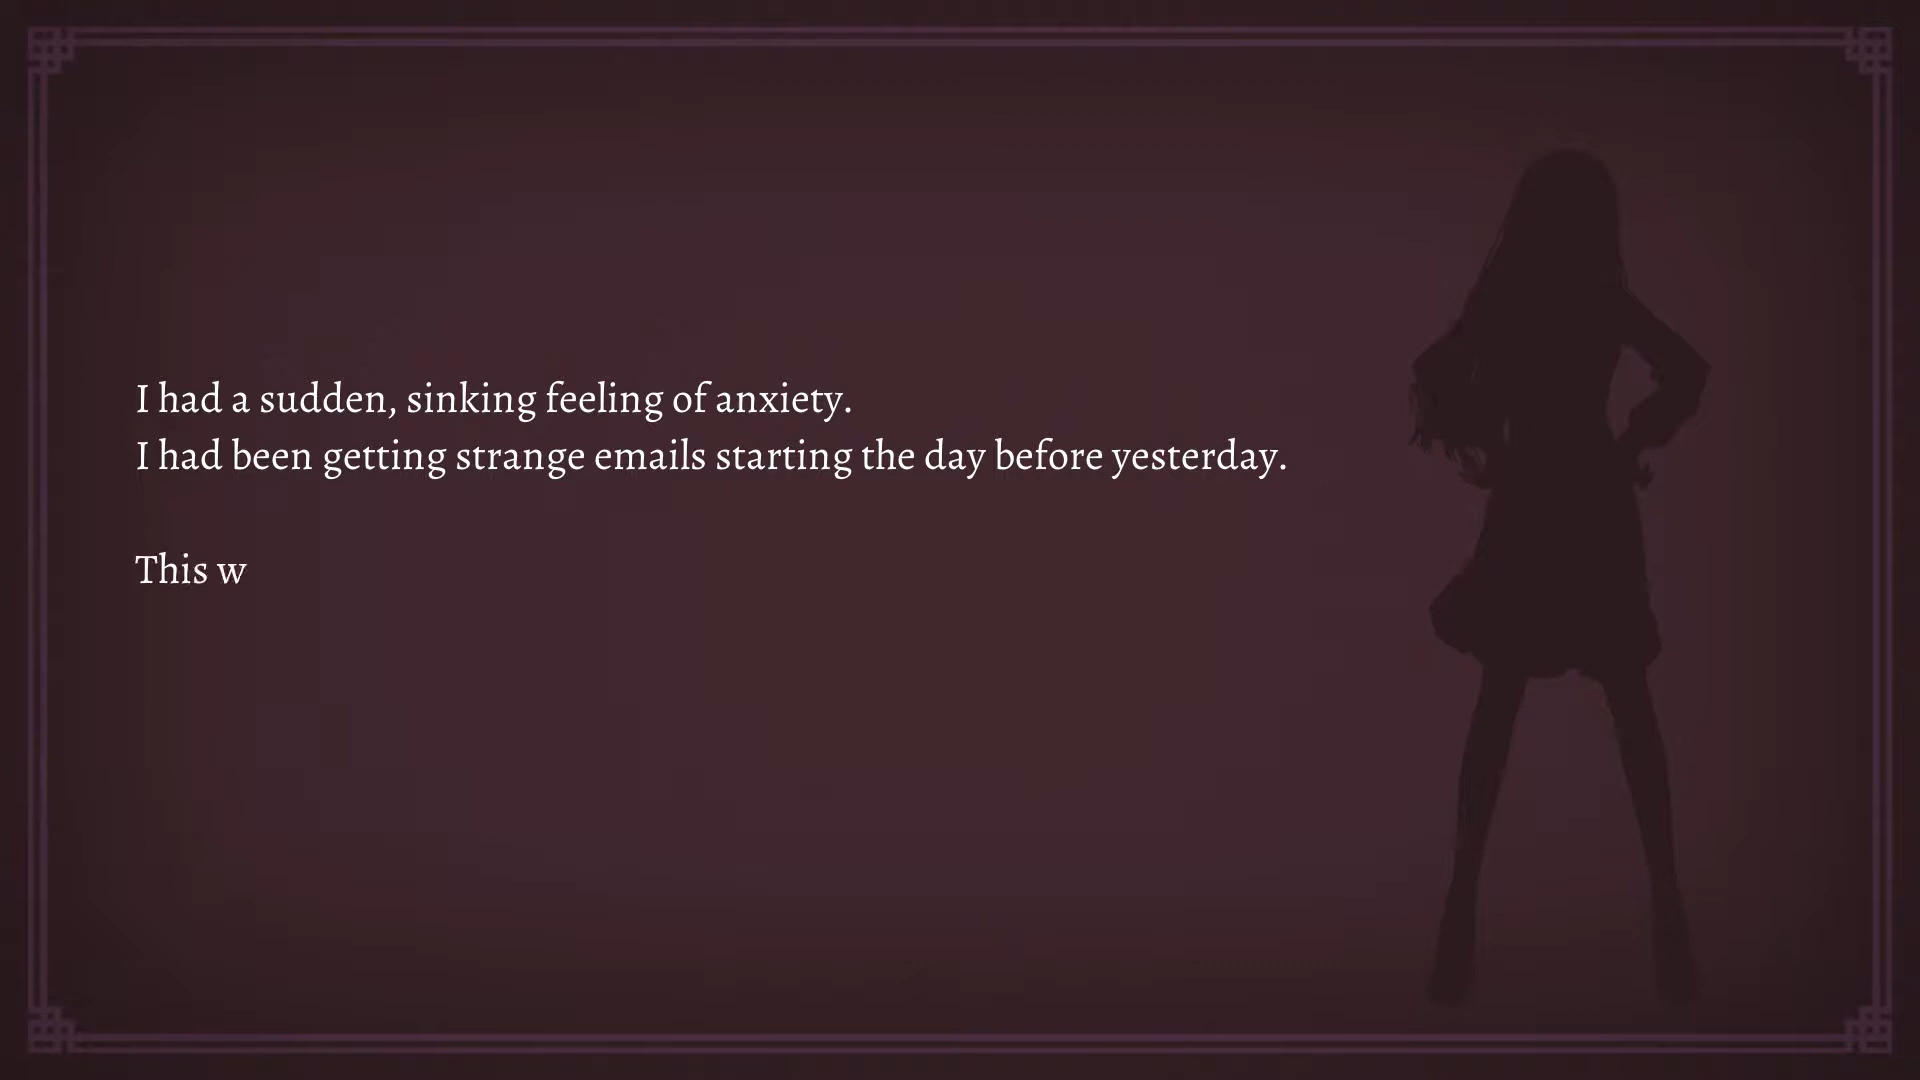 I had a sudden, sinking feeling of anxiety.
I had been getting strange emails starting the day before yesterday.
This w